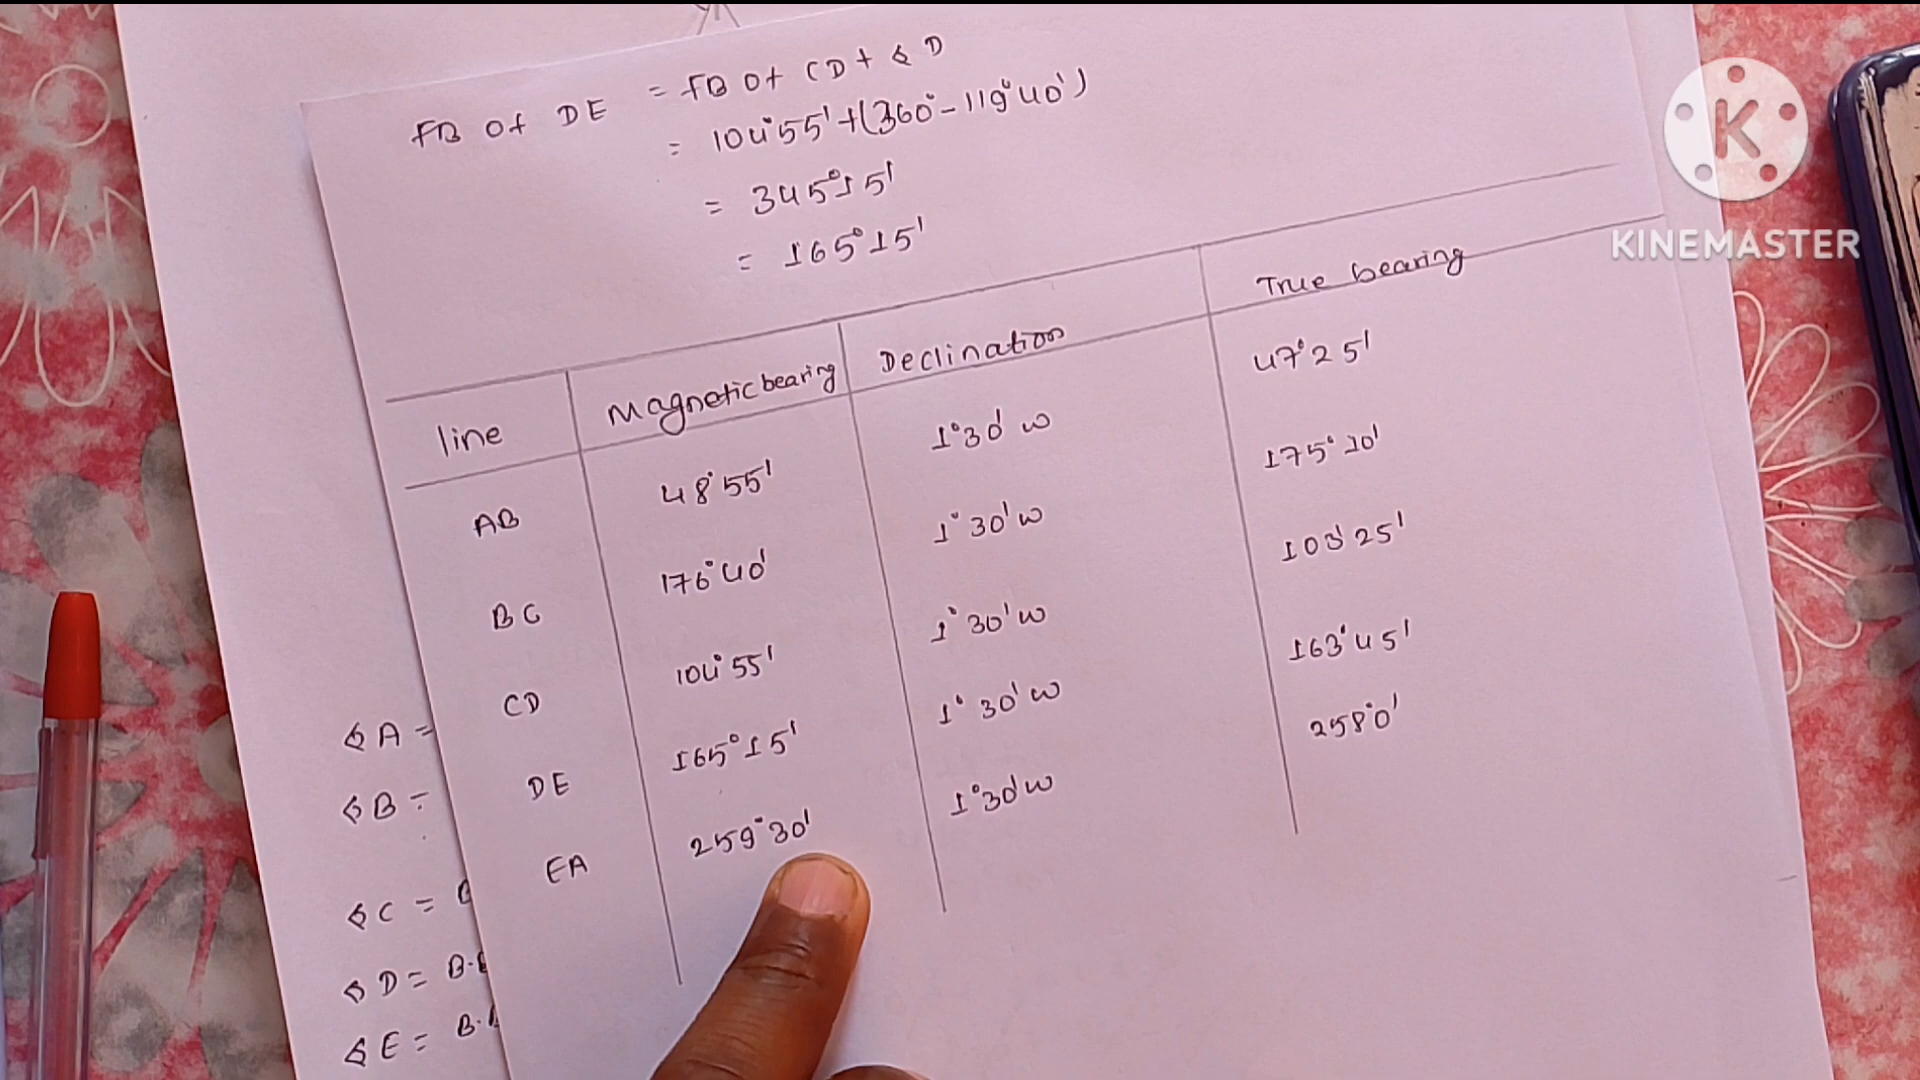 FB Of DE = FB Of CD + ∠D
= 104°55' + (360° - 119°40')
= 345°15'
= 165°15'
line Magnetic bearing Declination True bearing
AB 48°55' 1°30' W 47°25'
BC 176°40' 1°30' W 175°10'
CD 104°55' 1°30' W 103°25'
DE 165°15' 1°30' W 163°45'
EA 259°30' 1°30' W 258°0'
∠A =
∠B =
∠C =
∠D = B.
∠E = B.
K
KINEMASTER